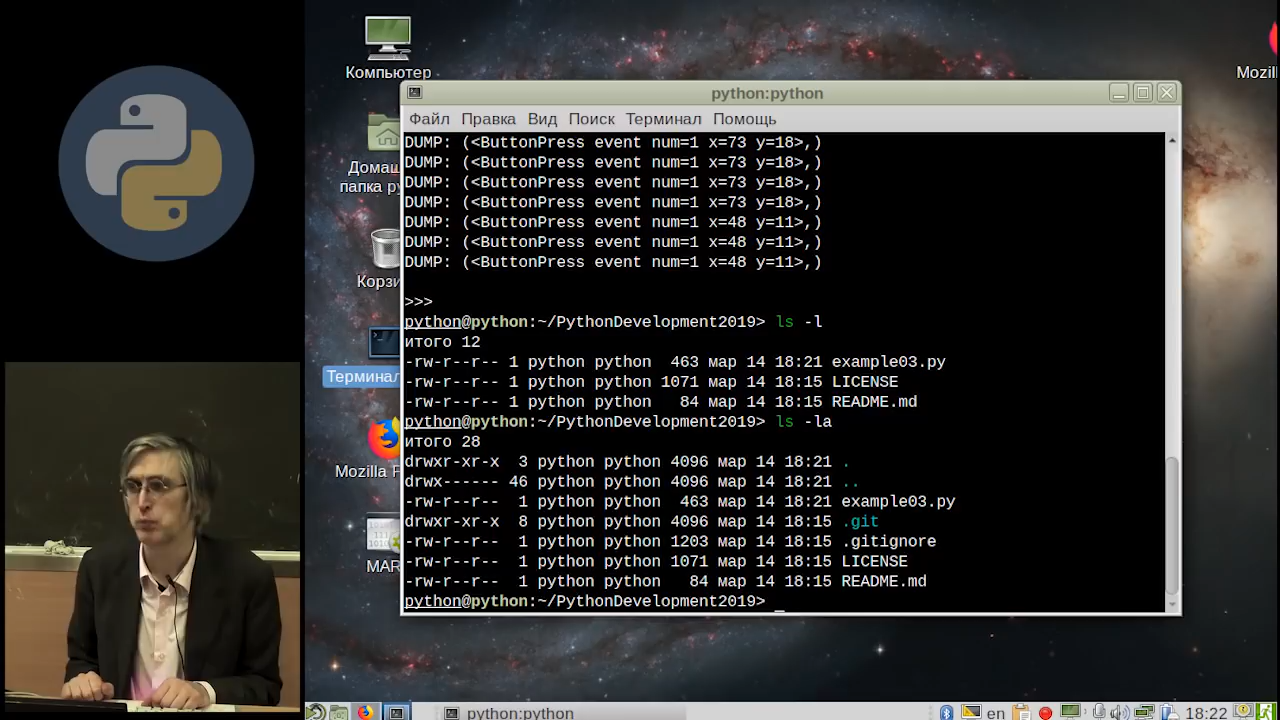 Компьютер
Mozil
python:python
Файл Правка Вид Поиск Терминал Помощь
DUMP: (<ButtonPress event num=1 x=73 y=18>,)
DUMP: (<ButtonPress event num=1 x=73 y=18>,)
DUMP: (<ButtonPress event num=1 x=73 y=18>,)
DUMP: (<ButtonPress event num=1 x=73 y=18>,)
DUMP: (<ButtonPress event num=1 x=48 y=11>,)
DUMP: (<ButtonPress event num=1 x=48 y=11>,)
DUMP: (<ButtonPress event num=1 x=48 y=11>,)
>>>
python@python:~/PythonDevelopment2019> ls -l
итого 12
-rw-r--r-- 1 python python 463 мар 14 18:21 example03.py
-rw-r--r-- 1 python python 1071 мар 14 18:15 LICENSE
-rw-r--r-- 1 python python 84 мар 14 18:15 README.md
python@python:~/PythonDevelopment2019> ls -la
итого 28
drwxr-xr-x 3 python python 4096 мар 14 18:21 .
drwx------ 46 python python 4096 мар 14 18:21 ..
-rw-r--r-- 1 python python 463 мар 14 18:21 example03.py
drwxr-xr-x 8 python python 4096 мар 14 18:15 .git
-rw-r--r-- 1 python python 1203 мар 14 18:15 .gitignore
-rw-r--r-- 1 python python 1071 мар 14 18:15 LICENSE
-rw-r--r-- 1 python python 84 мар 14 18:15 README.md
python@python:~/PythonDevelopment2019> _
Домаш
папка py
Корзи
Терминал
Mozilla F
MAR
python:python
en
18:22